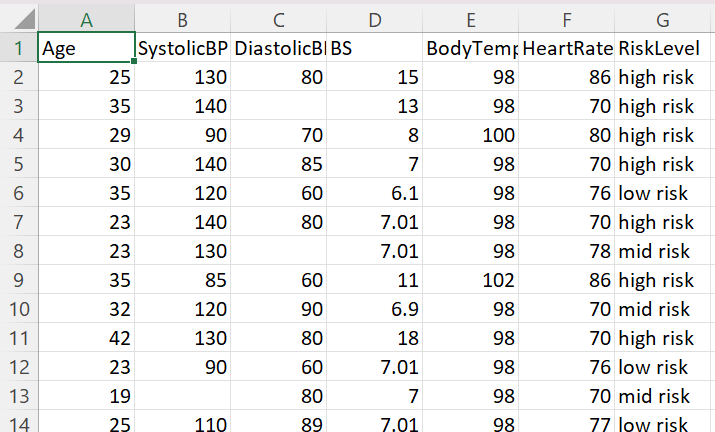 A B C D E F G
1 Age SystolicBP DiastolicBI BS BodyTemp HeartRate RiskLevel
2 25 130 80 15 98 86 high risk
3 35 140 13 98 70 high risk
4 29 90 70 8 100 80 high risk
5 30 140 85 7 98 70 high risk
6 35 120 60 6.1 98 76 low risk
7 23 140 80 7.01 98 70 high risk
8 23 130 7.01 98 78 mid risk
9 35 85 60 11 102 86 high risk
10 32 120 90 6.9 98 70 mid risk
11 42 130 80 18 98 70 high risk
12 23 90 60 7.01 98 76 low risk
13 19 80 7 98 70 mid risk
14 25 110 89 7.01 98 77 low risk